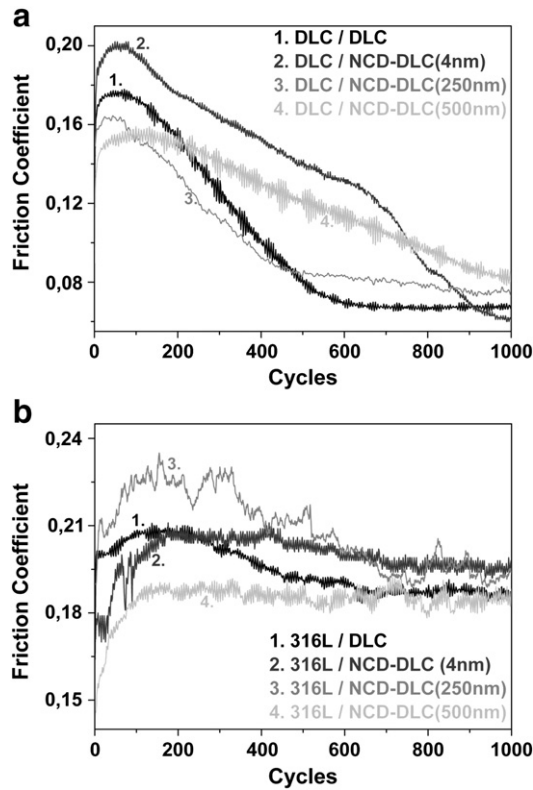 a
1. DLC / DLC
2. DLC / NCD-DLC(4nm)
3. DLC / NCD-DLC(250nm)
4. DLC / NCD-DLC(500nm)
0,20
0,16
0,12
0,08
Friction Coefficient
1.
2.
3.
4.
0 200 400 600 800 1000
Cycles
b
0,24
0,21
0,18
0,15
Friction Coefficient
3.
1.
2.
4.
1. 316L / DLC
2. 316L / NCD-DLC (4nm)
3. 316L / NCD-DLC(250nm)
4. 316L / NCD-DLC(500nm)
0 200 400 600 800 1000
Cycles